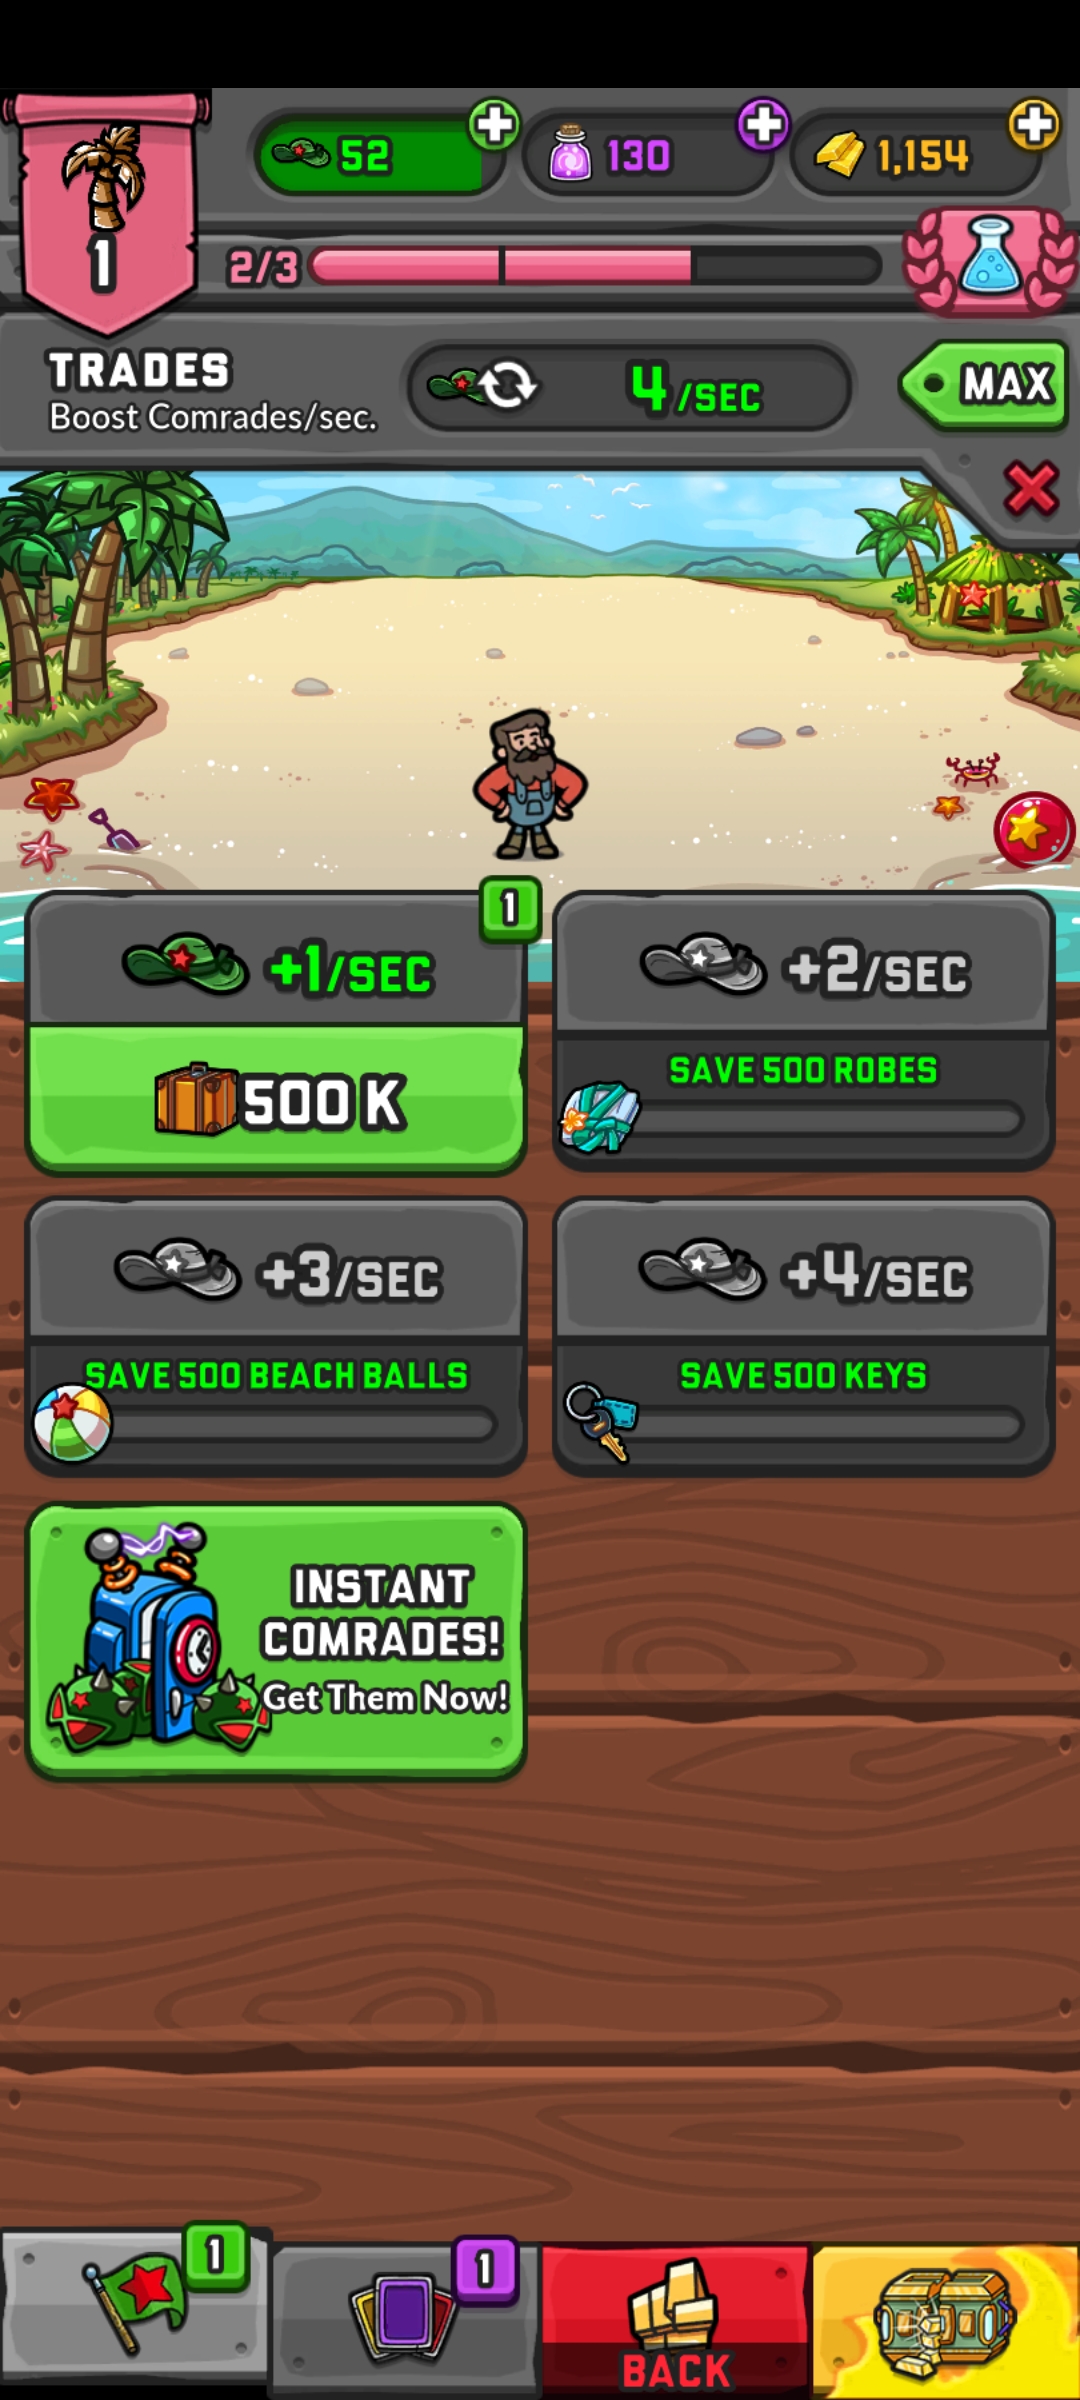 52
130
1,154
1
2/3
TRADES
Boost Comrades/sec.
4/SEC
MAX
1
+1/SEC
500 K
+2/SEC
SAVE 500 ROBES
+3/SEC
SAVE 500 BEACH BALLS
+4/SEC
SAVE 500 KEYS
INSTANT
COMRADES!
Get Them Now!
1
1
BACK